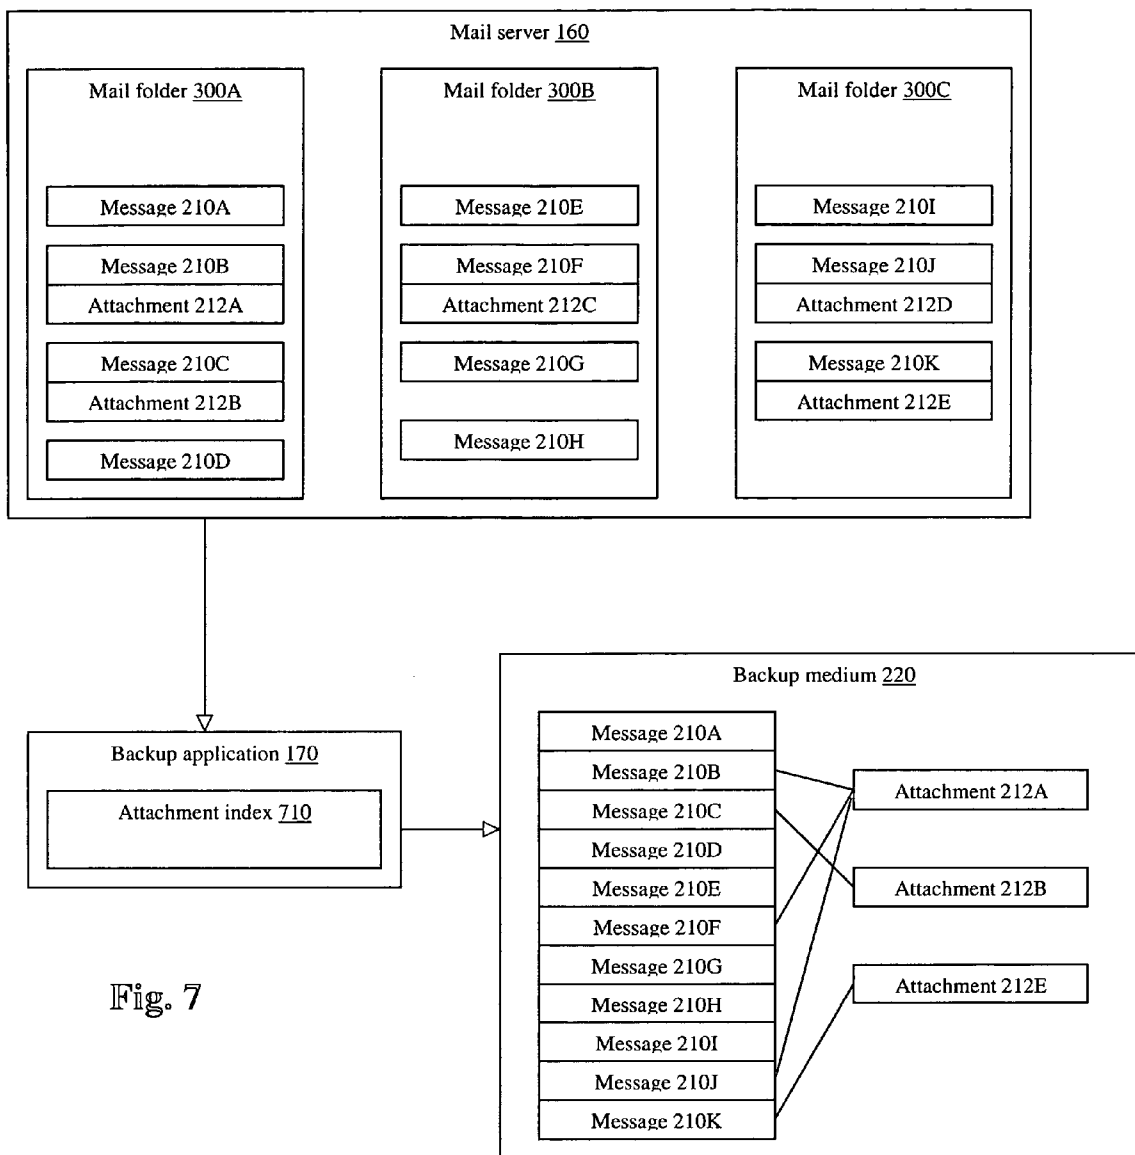 Mail server 160
Mail folder 300A
Message 210A
Message 210B
Attachment 212A
Message 210C
Attachment 212B
Message 210D
Mail folder 300B
Message 210E
Message 210F
Attachment 212C
Message 210G
Message 210H
Mail folder 300C
Message 210I
Message 210J
Attachment 212D
Message 210K
Attachment 212E
Backup application 170
Attachment index 710
Backup medium 220
Message 210A
Message 210B
Message 210C
Message 210D
Message 210E
Message 210F
Message 210G
Message 210H
Message 210I
Message 210J
Message 210K
Attachment 212A
Attachment 212B
Attachment 212E
Fig. 7